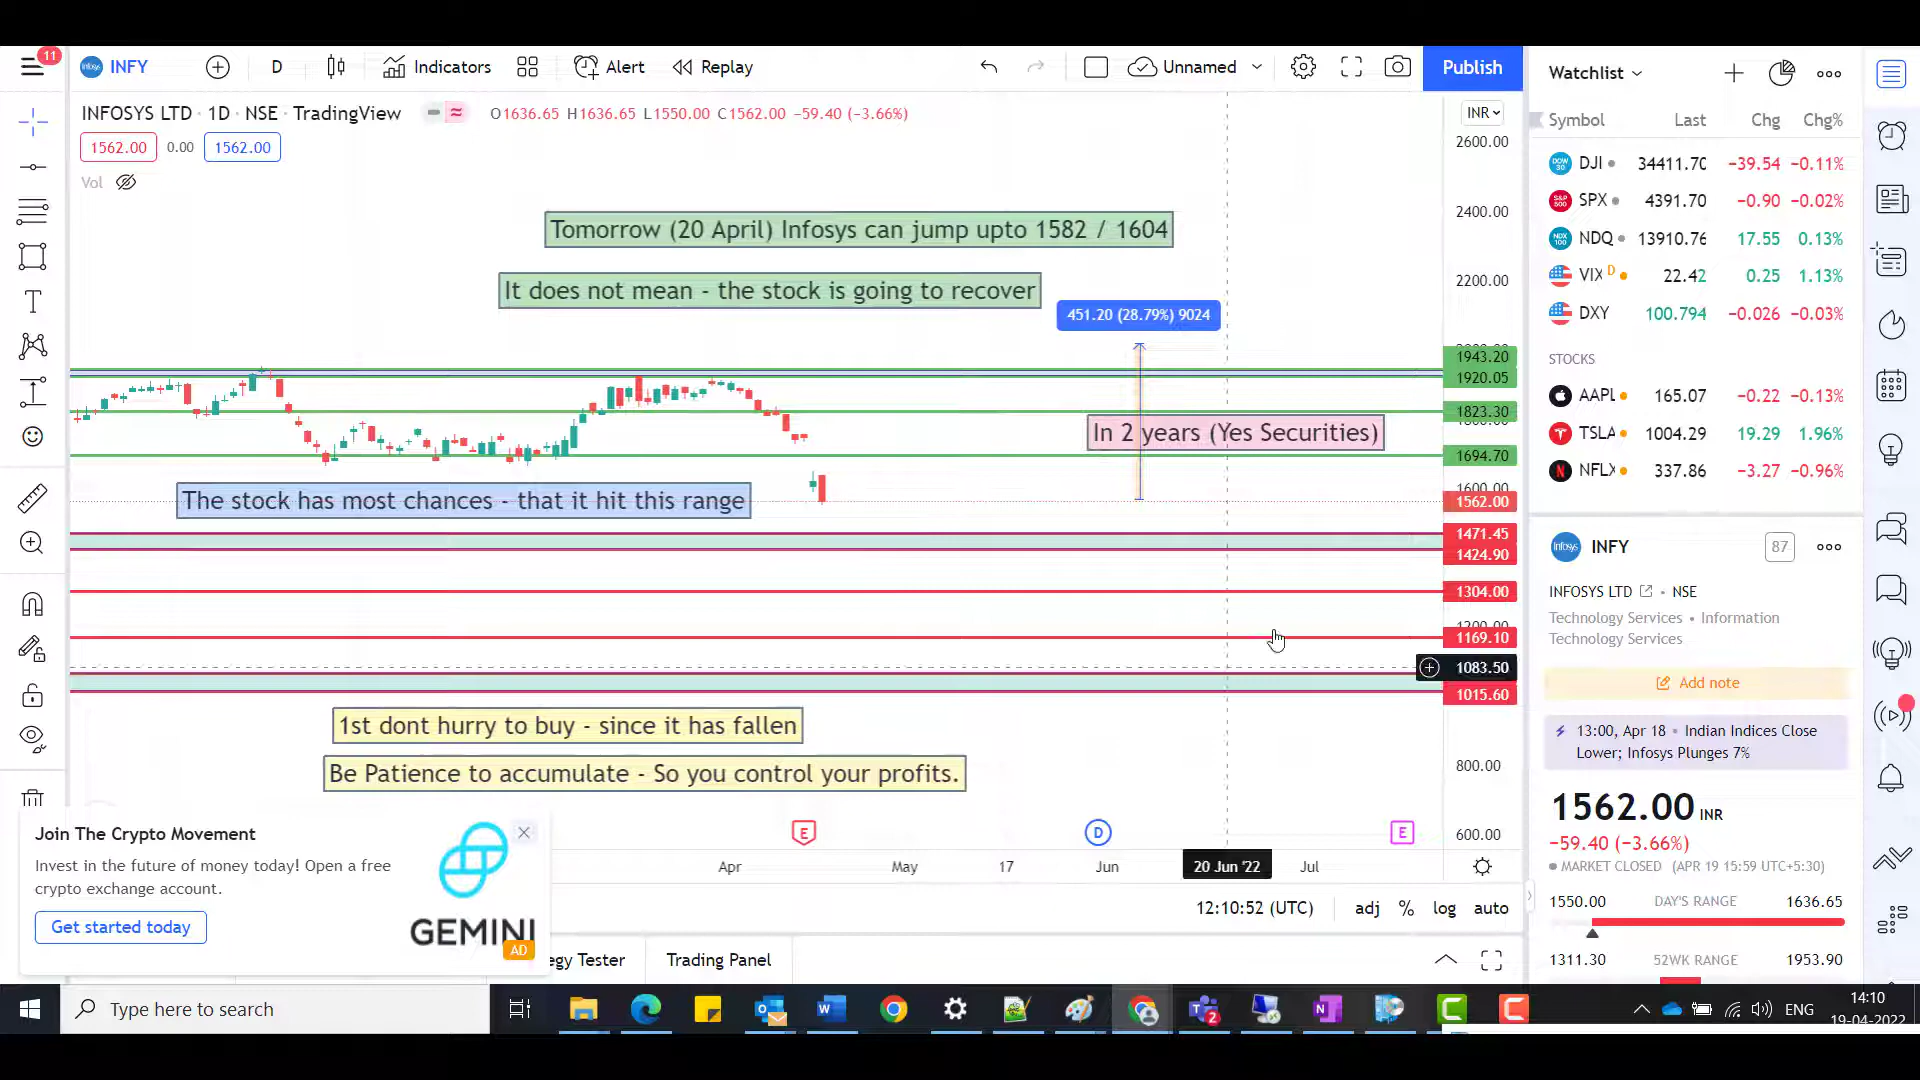 11
INFY
D
Indicators
Alert
Replay
Unnamed
Publish
Watchlist
INFOSYS LTD · 1D · NSE · TradingView
O1636.65 H1636.65 L1550.00 C1562.00 −59.40 (−3.66%)
INR
1562.00 0.00 1562.00
Vol
2600.00
2400.00
2200.00
1943.20
1920.05
1823.30
1694.70
1600.00
1562.00
1471.45
1424.90
1304.00
1169.10
1083.50
1015.60
800.00
600.00
Tomorrow (20 April) Infosys can jump upto 1582 / 1604
It does not mean - the stock is going to recover
451.20 (28.79%) 9024
In 2 years (Yes Securities)
The stock has most chances - that it hit this range
1st dont hurry to buy - since it has fallen
Be Patience to accumulate - So you control your profits.
E
D
E
Apr
May
17
Jun
20 Jun '22
Jul
12:10:52 (UTC)
adj
%
log
auto
Join The Crypto Movement
Invest in the future of money today! Open a free
crypto exchange account.
Get started today
GEMINI
AD
egy Tester
Trading Panel
Symbol Last Chg Chg%
DJI 34411.70 −39.54 −0.11%
SPX 4391.70 −0.90 −0.02%
NDQ 13910.76 17.55 0.13%
VIX D 22.42 0.25 1.13%
DXY 100.794 −0.026 −0.03%
STOCKS
AAPL 165.07 −0.22 −0.13%
TSLA 1004.29 19.29 1.96%
NFLX 337.86 −3.27 −0.96%
INFY
87
INFOSYS LTD • NSE
Technology Services • Information
Technology Services
Add note
13:00, Apr 18 • Indian Indices Close
Lower; Infosys Plunges 7%
1562.00 INR
−59.40 (−3.66%)
MARKET CLOSED (APR 19 15:59 UTC+5:30)
1550.00 DAY'S RANGE 1636.65
1311.30 52WK RANGE 1953.90
Type here to search
ENG
14:10
19-04-2022